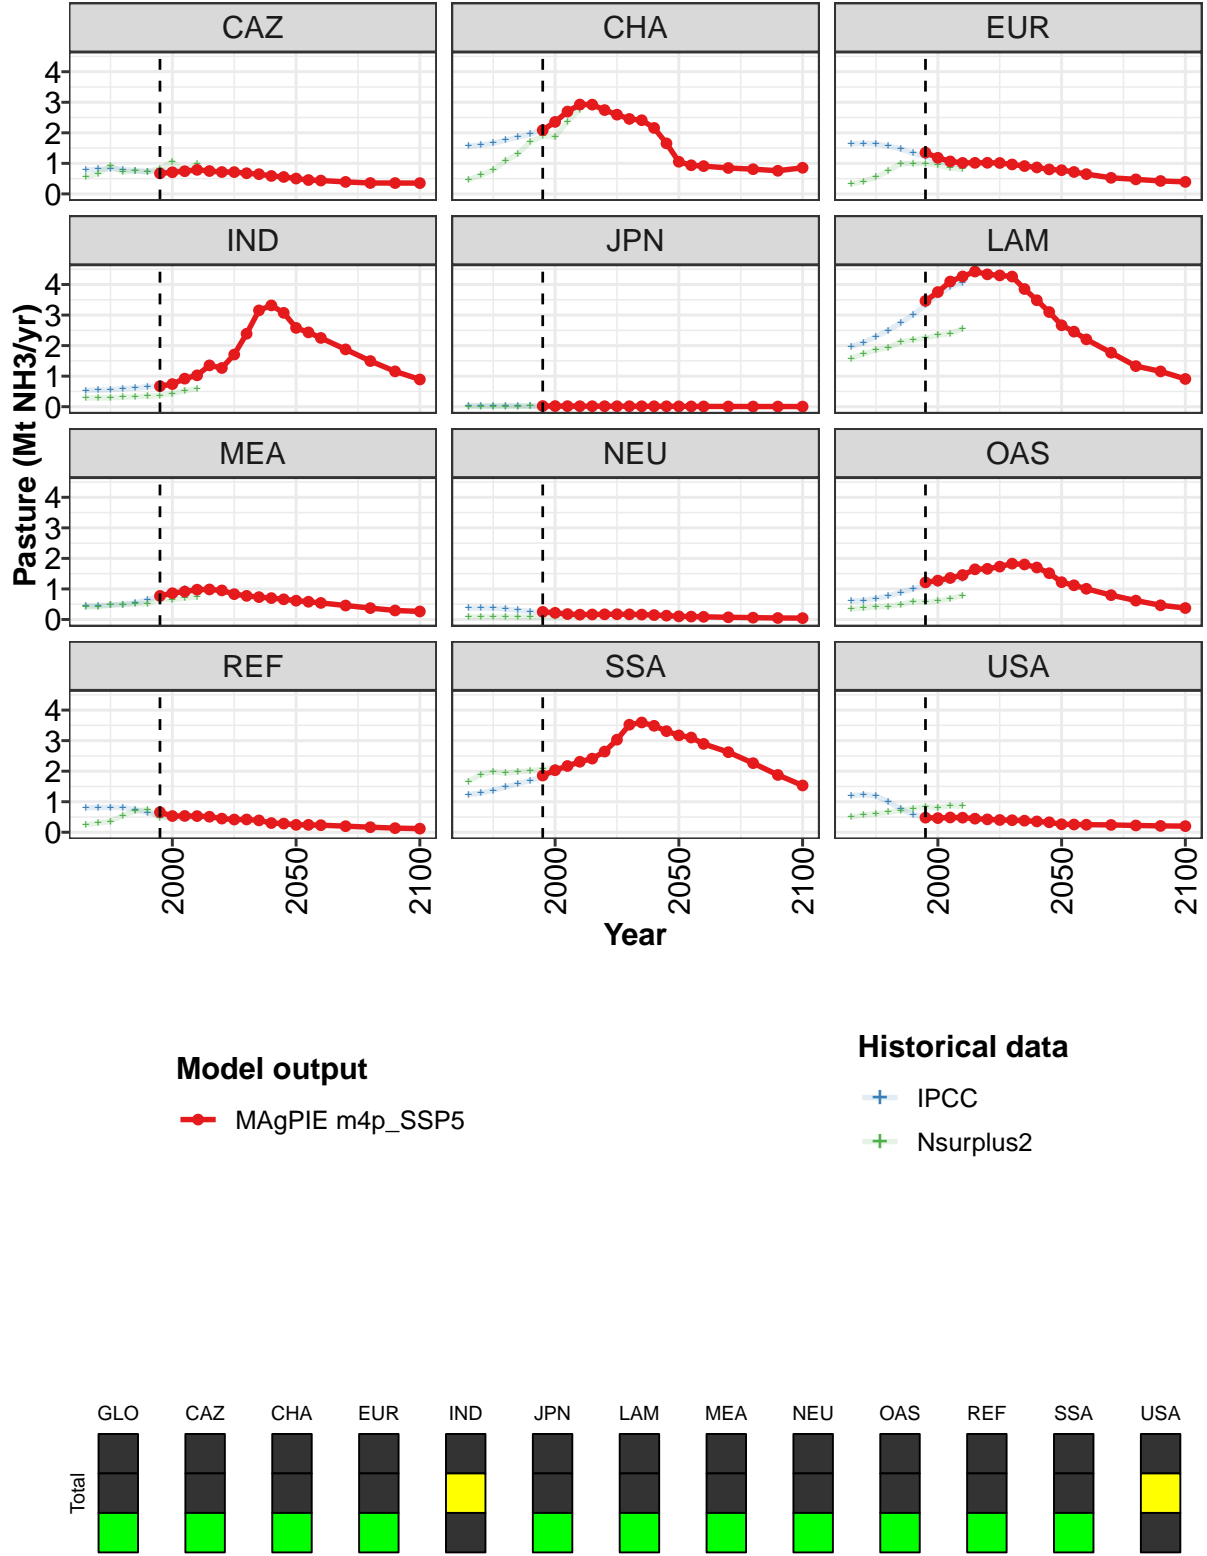 CAZ CHA EUR
4
3
2
1
0
IND JPN LAM
4
3
2
1
0
Pasture (Mt NH3/yr)
MEA NEU OAS
4
3
2
1
0
REF SSA USA
4
3
2
1
0
2000 2050 2100 2000 2050 2100 2000 2050 2100
Year
Model output
MAgPIE m4p_SSP5
Historical data
IPCC
Nsurplus2
GLO CAZ CHA EUR IND JPN LAM MEA NEU OAS REF SSA USA
Total